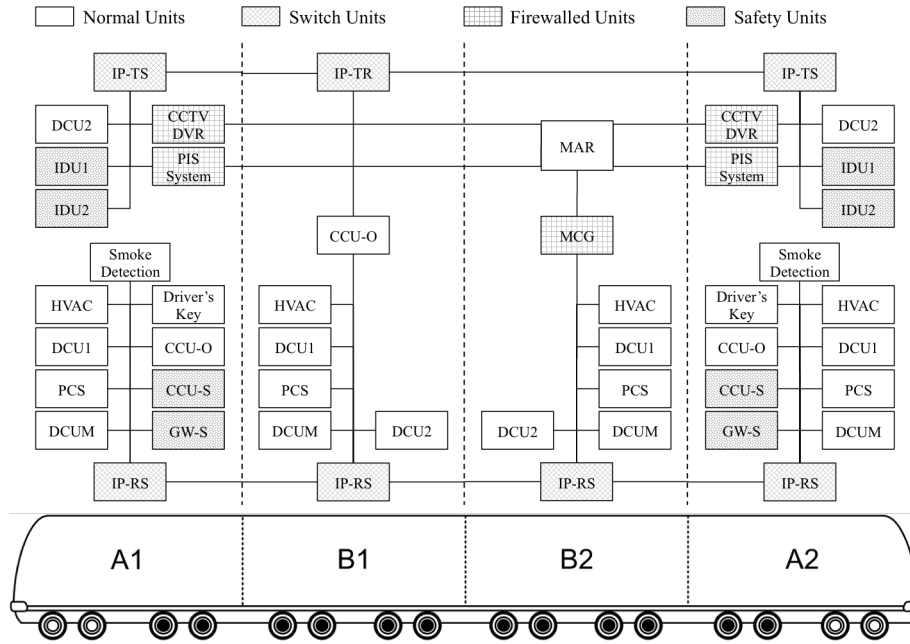 Normal Units
Switch Units
Firewalled Units
Safety Units
IP-TS
IP-TR
IP-TS
DCU2
CCTV
DVR
MAR
CCTV
DVR
DCU2
IDU1
PIS
System
PIS
System
IDU1
IDU2
IDU2
CCU-O
MCG
Smoke
Detection
Smoke
Detection
HVAC
Driver's
Key
HVAC
HVAC
Driver's
Key
HVAC
DCU1
CCU-O
DCU1
DCU1
CCU-O
DCU1
PCS
CCU-S
PCS
PCS
CCU-S
PCS
DCUM
GW-S
DCUM
DCU2
DCU2
DCUM
GW-S
DCUM
IP-RS
IP-RS
IP-RS
IP-RS
A1
B1
B2
A2